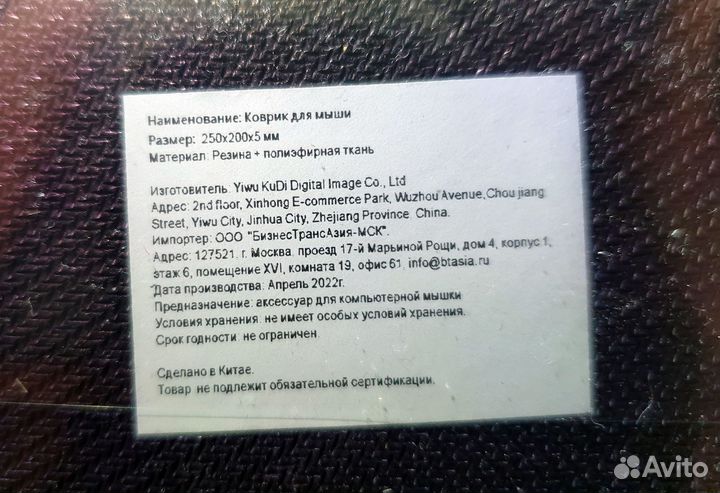 Наименование: Коврик для мыши
Размер: 250x200x5 мм
Материал: Резина + полиэфирная ткань
Изготовитель: Yiwu KuDi Digital Image Co., Ltd
Адрес: 2nd floor, Xinhong E-commerce Park, Wuzhou Avenue, Chou jiang
Street, Yiwu City, Jinhua City, Zhejiang Province. China.
Импортер: ООО "БизнесТрансАзия-МСК".
Адрес: 127521. г. Москва, проезд 17-й Марьиной Рощи, дом 4, корпус 1,
этаж 6, помещение XVI, комната 19, офис 61. info@btasia.ru
Дата производства: Апрель 2022г.
Предназначение: аксессуар для компьютерной мышки
Условия хранения: не имеет особых условий хранения.
Срок годности: не ограничен.
Сделано в Китае.
Товар не подлежит обязательной сертификации.
Avito